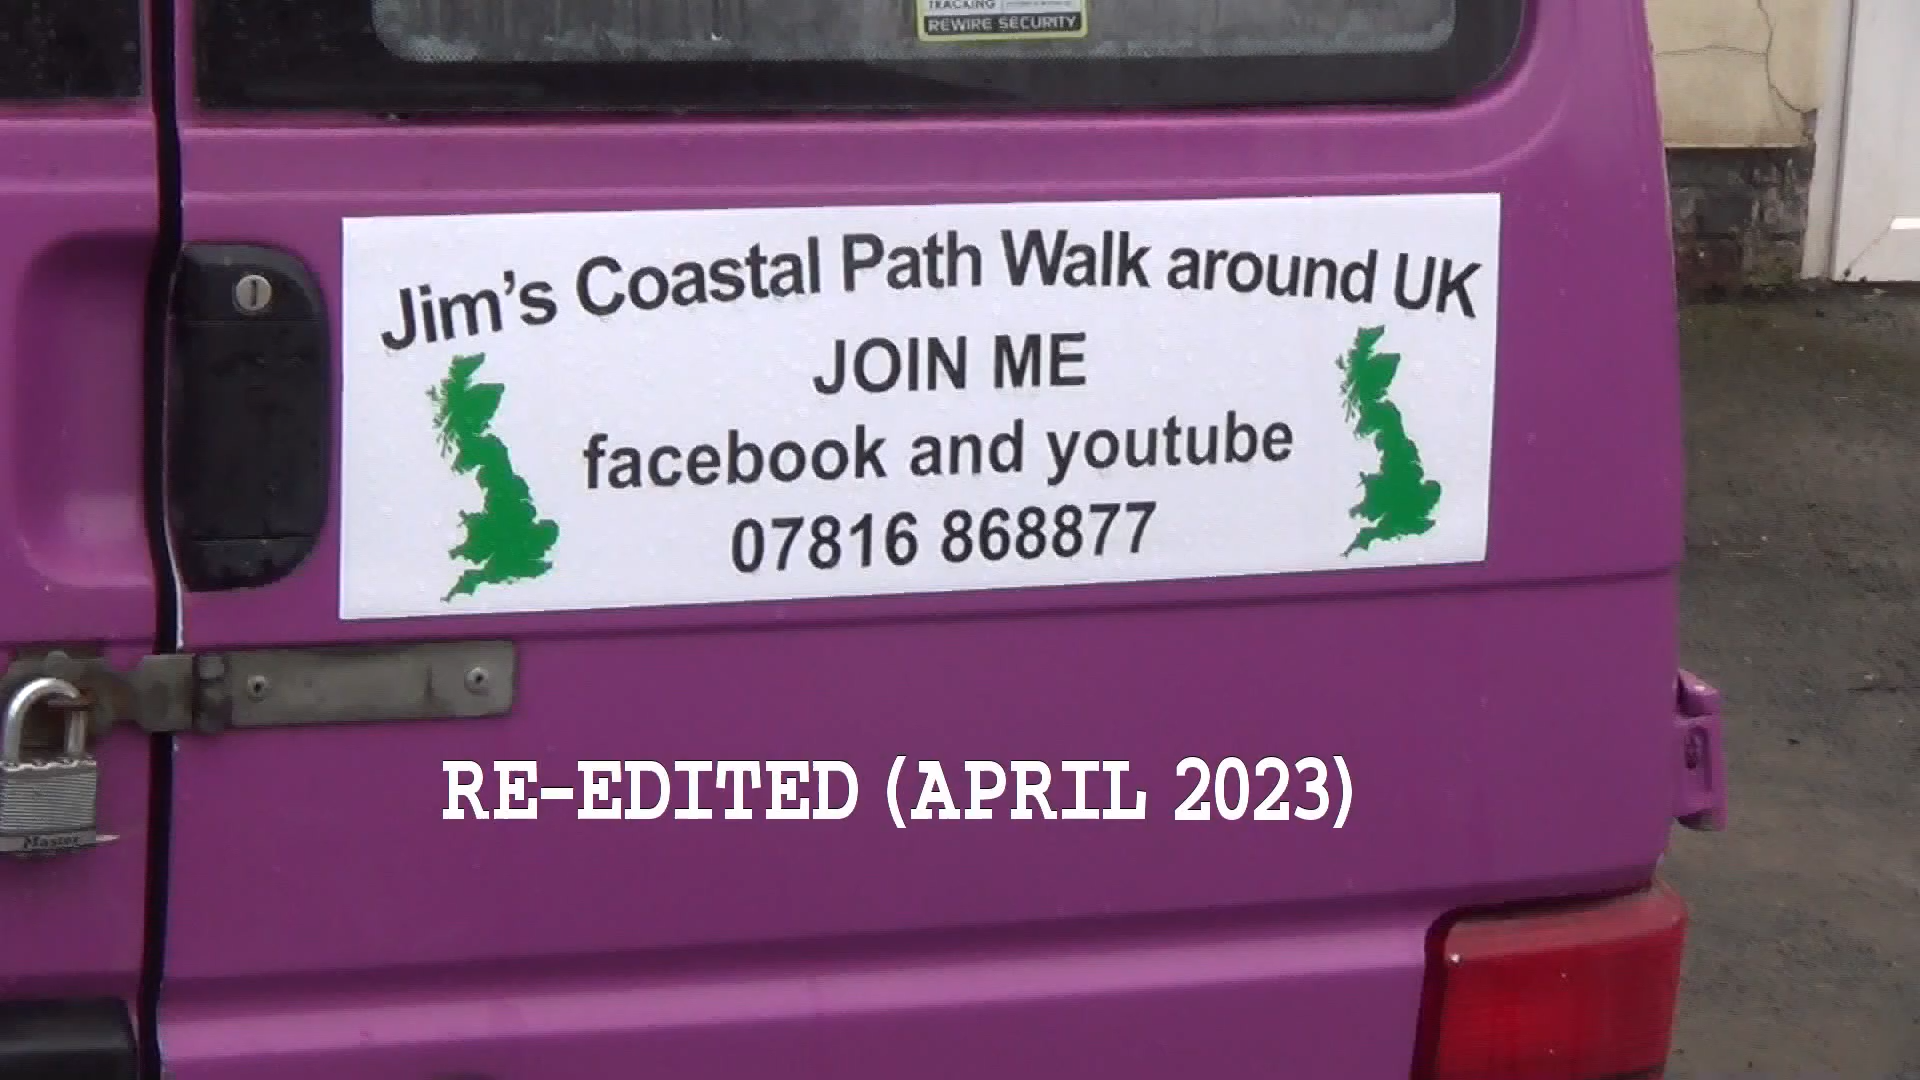 TRACKING
REWIRE SECURITY
Jim's Coastal Path Walk around UK
JOIN ME
facebook and youtube
07816 868877
RE-EDITED (APRIL 2023)
Master